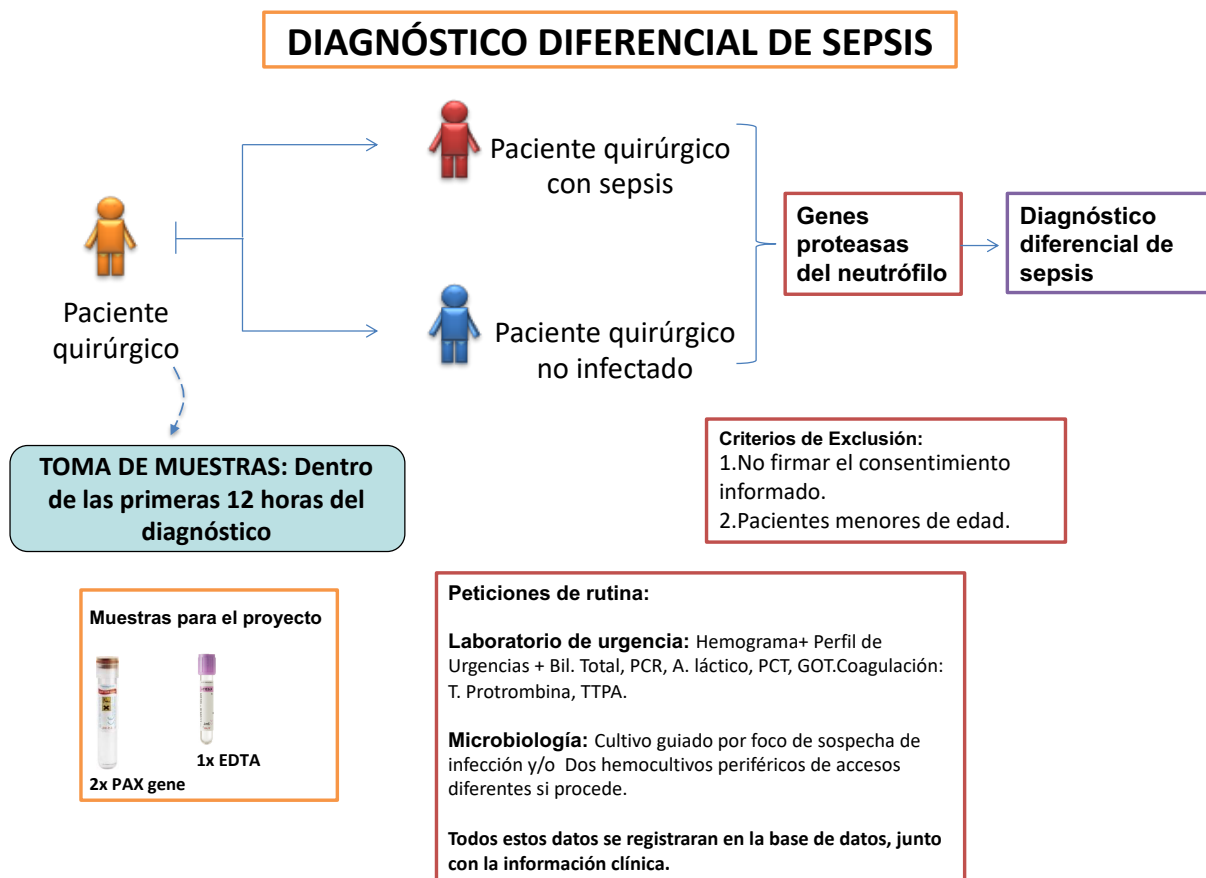 DIAGNÓSTICO DIFERENCIAL DE SEPSIS
Paciente quirúrgico
con sepsis
Paciente
quirúrgico
Paciente quirúrgico
no infectado
Genes
proteasas
del neutrófilo
Diagnóstico
diferencial de
sepsis
TOMA DE MUESTRAS: Dentro
de las primeras 12 horas del
diagnóstico
Criterios de Exclusión:
1.No firmar el consentimiento
informado.
2.Pacientes menores de edad.
Muestras para el proyecto
1x EDTA
2x PAX gene
Peticiones de rutina:
Laboratorio de urgencia: Hemograma+ Perfil de
Urgencias + Bil. Total, PCR, A. láctico, PCT, GOT.Coagulación:
T. Protrombina, TTPA.
Microbiología: Cultivo guiado por foco de sospecha de
infección y/o Dos hemocultivos periféricos de accesos
diferentes si procede.
Todos estos datos se registraran en la base de datos, junto
con la información clínica.